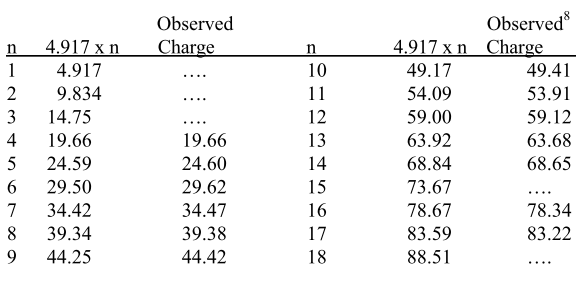 Observed Observed8
n 4.917 x n Charge n 4.917 x n Charge
1 4.917 …. 10 49.17 49.41
2 9.834 …. 11 54.09 53.91
3 14.75 …. 12 59.00 59.12
4 19.66 19.66 13 63.92 63.68
5 24.59 24.60 14 68.84 68.65
6 29.50 29.62 15 73.67 ….
7 34.42 34.47 16 78.67 78.34
8 39.34 39.38 17 83.59 83.22
9 44.25 44.42 18 88.51 ….